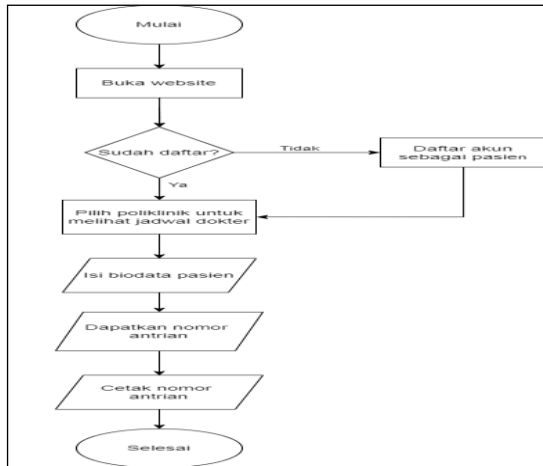 Mulai
Buka website
Sudah daftar?
Tidak
Daftar akun
sebagai pasien
Ya
Pilih poliklinik untuk
melihat jadwal dokter
Isi biodata pasien
Dapatkan nomor
antrian
Cetak nomor
antrian
Selesai